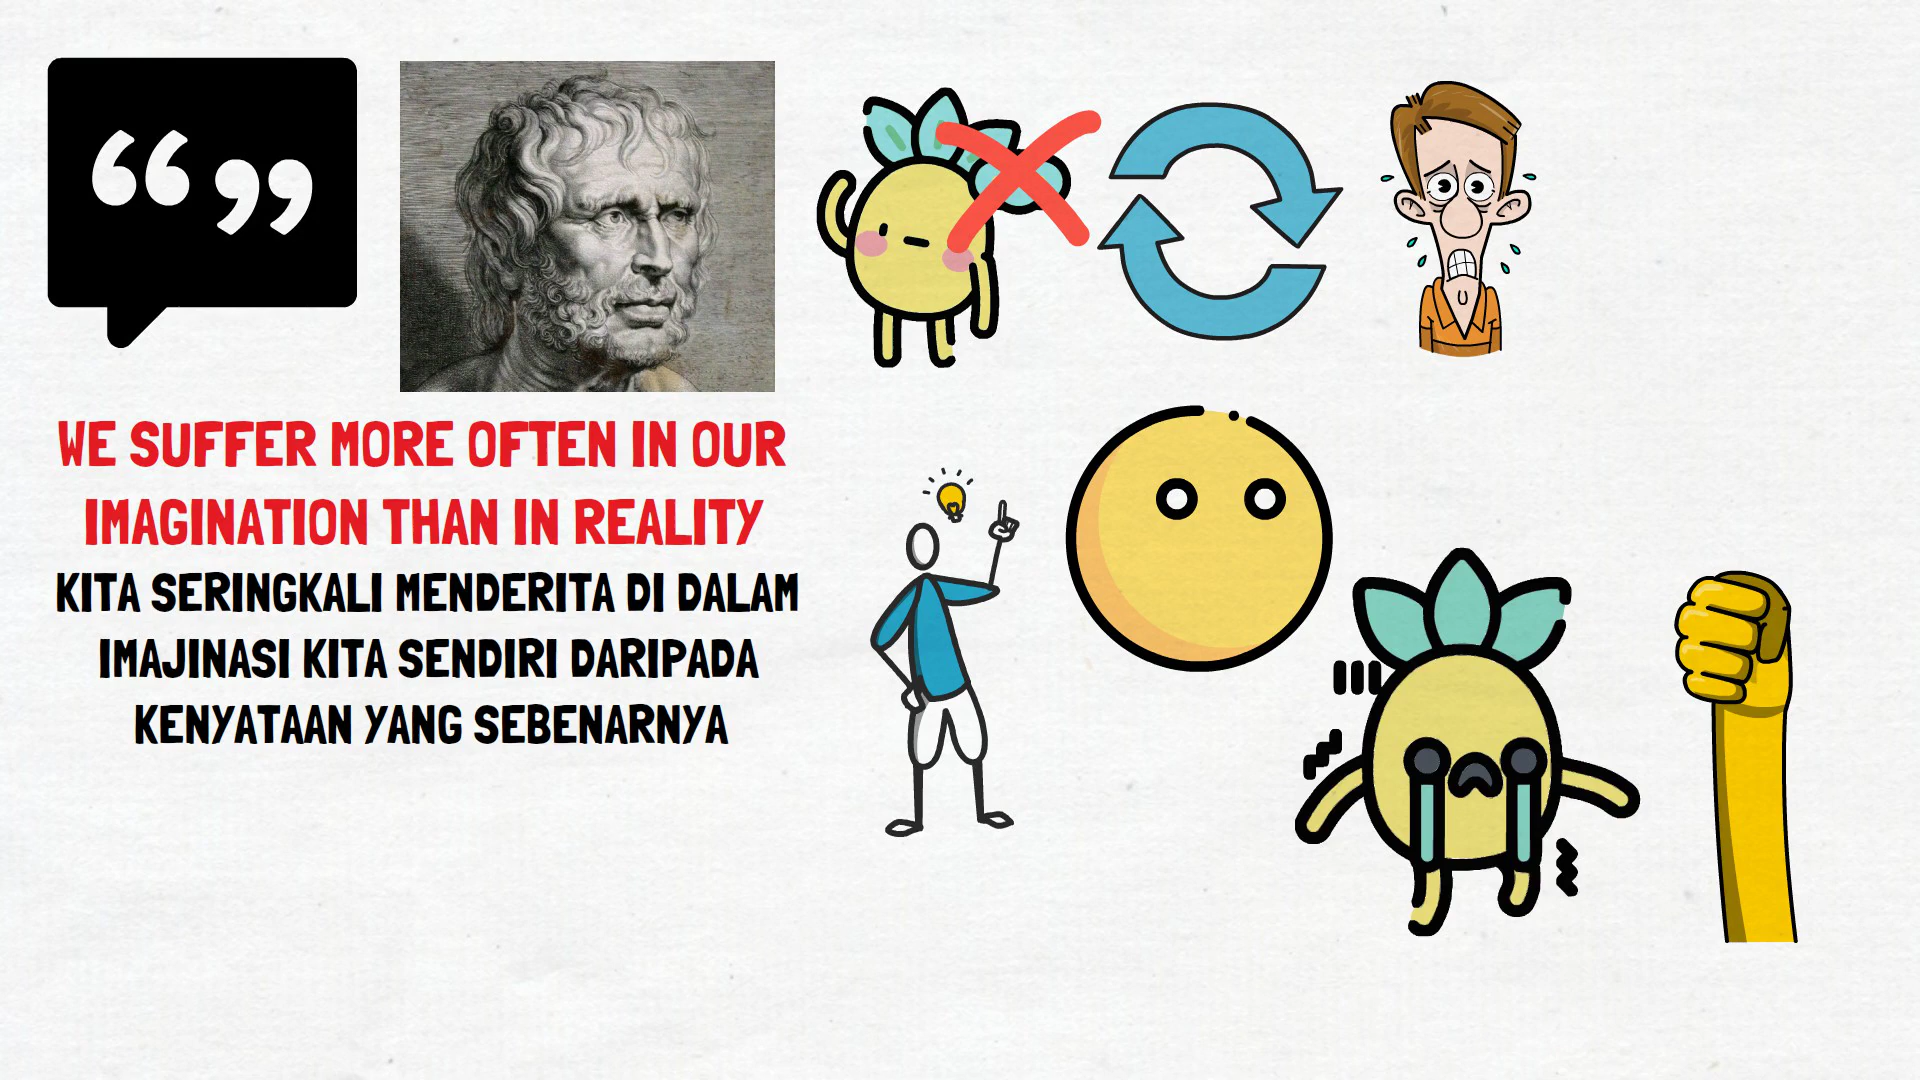 WE SUFFER MORE OFTEN IN OUR
IMAGINATION THAN IN REALITY
KITA SERINGKALI MENDERITA DI DALAM
IMAJINASI KITA SENDIRI DARIPADA
KENYATAAN YANG SEBENARNYA